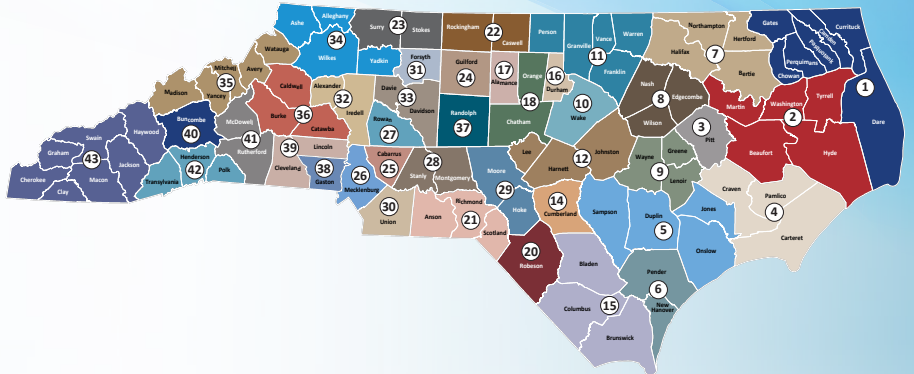 Ashe
Alleghany
Surry
23
Stokes
Rockingham
22
Caswell
Person
Granville
Vance
Warren
Northampton
Gates
Currituck
Camden
Pasquotank
Perquimans
Chowan
Hertford
Halifax
7
Bertie
Watauga
Wilkes
34
Yadkin
Forsyth
31
Guilford
24
17
Alamance
Orange
16
Durham
11
Franklin
Nash
Edgecombe
8
Wilson
Martin
Washington
2
Tyrrell
1
Dare
Madison
Mitchell
35
Yancey
Avery
Caldwell
Alexander
32
Iredell
Davie
33
Davidson
Randolph
37
18
Chatham
10
Wake
3
Pitt
Beaufort
Hyde
Buncombe
40
McDowell
Burke
36
Catawba
Rowan
27
Lee
12
Johnston
Harnett
Wayne
Greene
9
Lenoir
Craven
Pamlico
4
Carteret
Swain
Haywood
Graham
43
Jackson
Cherokee
Macon
Clay
Henderson
42
Transylvania
Polk
41
Rutherford
39
Lincoln
Cleveland
38
Gaston
26
Mecklenburg
Cabarrus
25
28
Stanly
Montgomery
Moore
29
Hoke
14
Cumberland
Sampson
Duplin
5
Jones
Onslow
30
Union
Anson
Richmond
21
Scotland
20
Robeson
Bladen
Pender
6
New
Hanover
Columbus
15
Brunswick